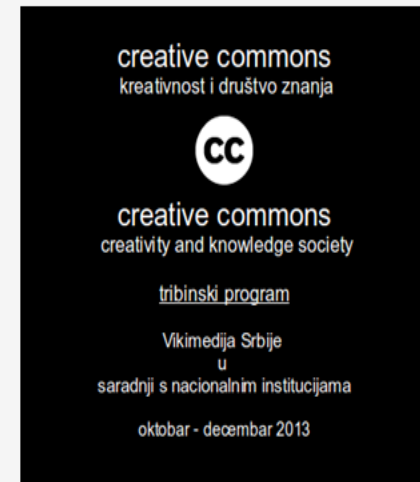 creative commons
kreativnost i društvo znanja
cc
creative commons
creativity and knowledge society
tribinski program
Vikimedija Srbije
u
saradnji s nacionalnim institucijama
oktobar - decembar 2013